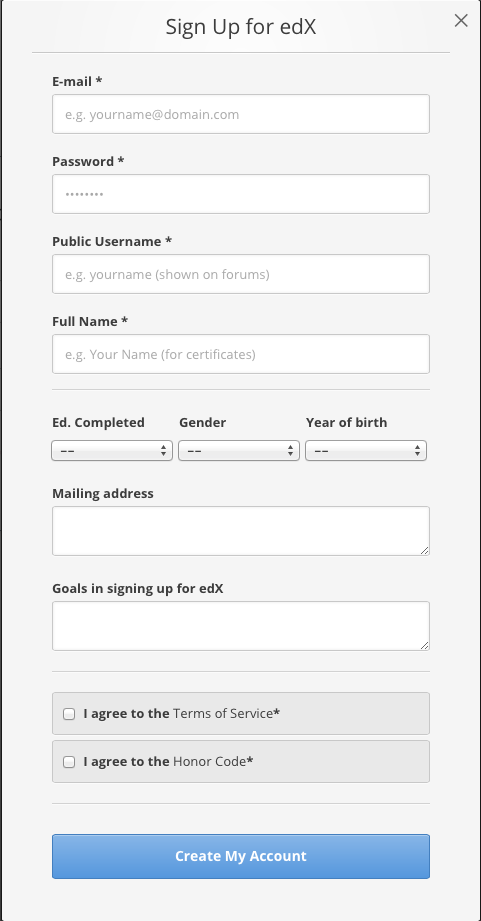 Sign Up for edX
E-mail *
e.g. yourname@domain.com
Password *
••••••••
Public Username *
e.g. yourname (shown on forums)
Full Name *
e.g. Your Name (for certificates)
Ed. Completed Gender Year of birth
-- -- --
Mailing address
Goals in signing up for edX
I agree to the Terms of Service*
I agree to the Honor Code*
Create My Account